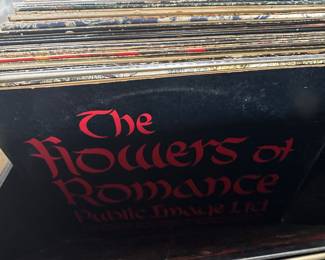 The
flowers of
Romance
Public Image Ltd